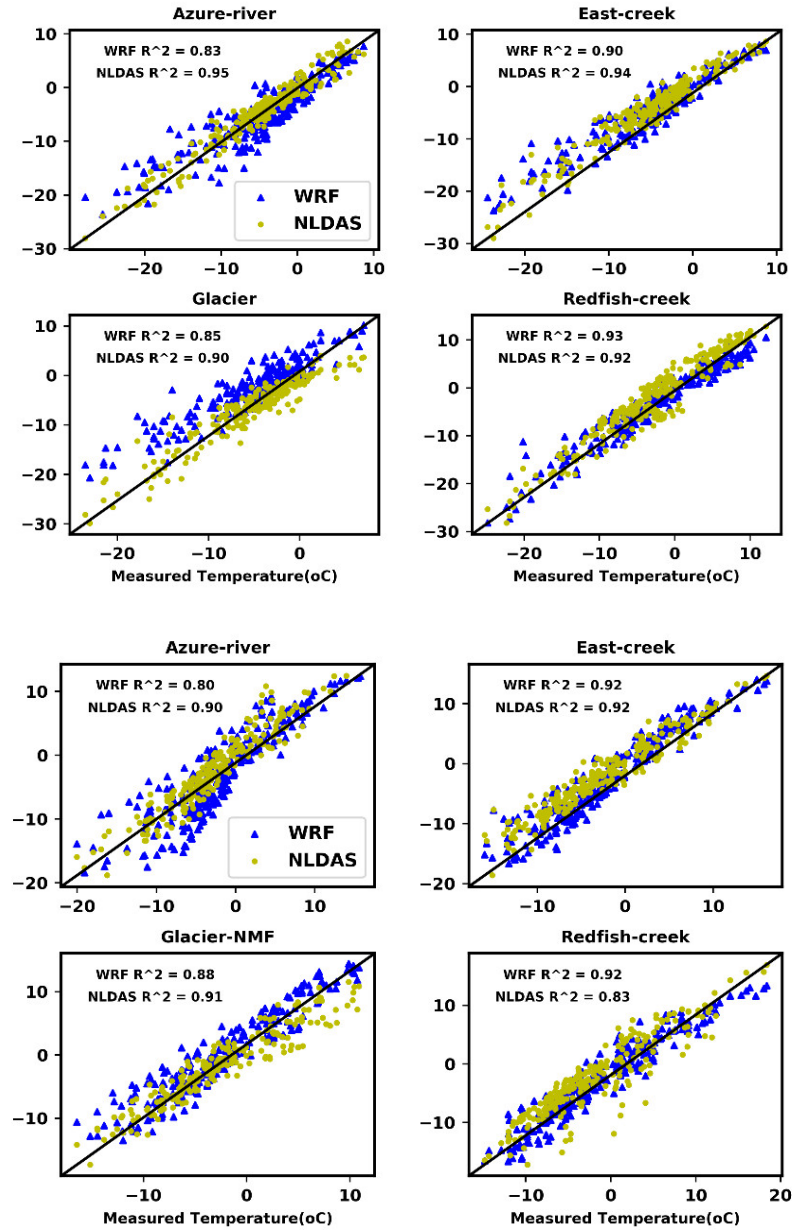 Azure-river
WRF R^2 = 0.83
NLDAS R^2 = 0.95
WRF
NLDAS
10
0
−10
−20
−30
−20
−10
0
10
East-creek
WRF R^2 = 0.90
NLDAS R^2 = 0.94
10
0
−10
−20
−30
−20
−10
0
10
Glacier
WRF R^2 = 0.85
NLDAS R^2 = 0.90
10
0
−10
−20
−30
−20
−10
0
Measured Temperature(oC)
Redfish-creek
WRF R^2 = 0.93
NLDAS R^2 = 0.92
10
0
−10
−20
−30
−20
−10
0
10
Measured Temperature(oC)
Azure-river
WRF R^2 = 0.80
NLDAS R^2 = 0.90
WRF
NLDAS
10
0
−10
−20
−20
−10
0
10
East-creek
WRF R^2 = 0.92
NLDAS R^2 = 0.92
10
0
−10
−20
−10
0
10
Glacier-NMF
WRF R^2 = 0.88
NLDAS R^2 = 0.91
10
0
−10
−10
0
10
Measured Temperature(oC)
Redfish-creek
WRF R^2 = 0.92
NLDAS R^2 = 0.83
10
0
−10
−10
0
10
20
Measured Temperature(oC)